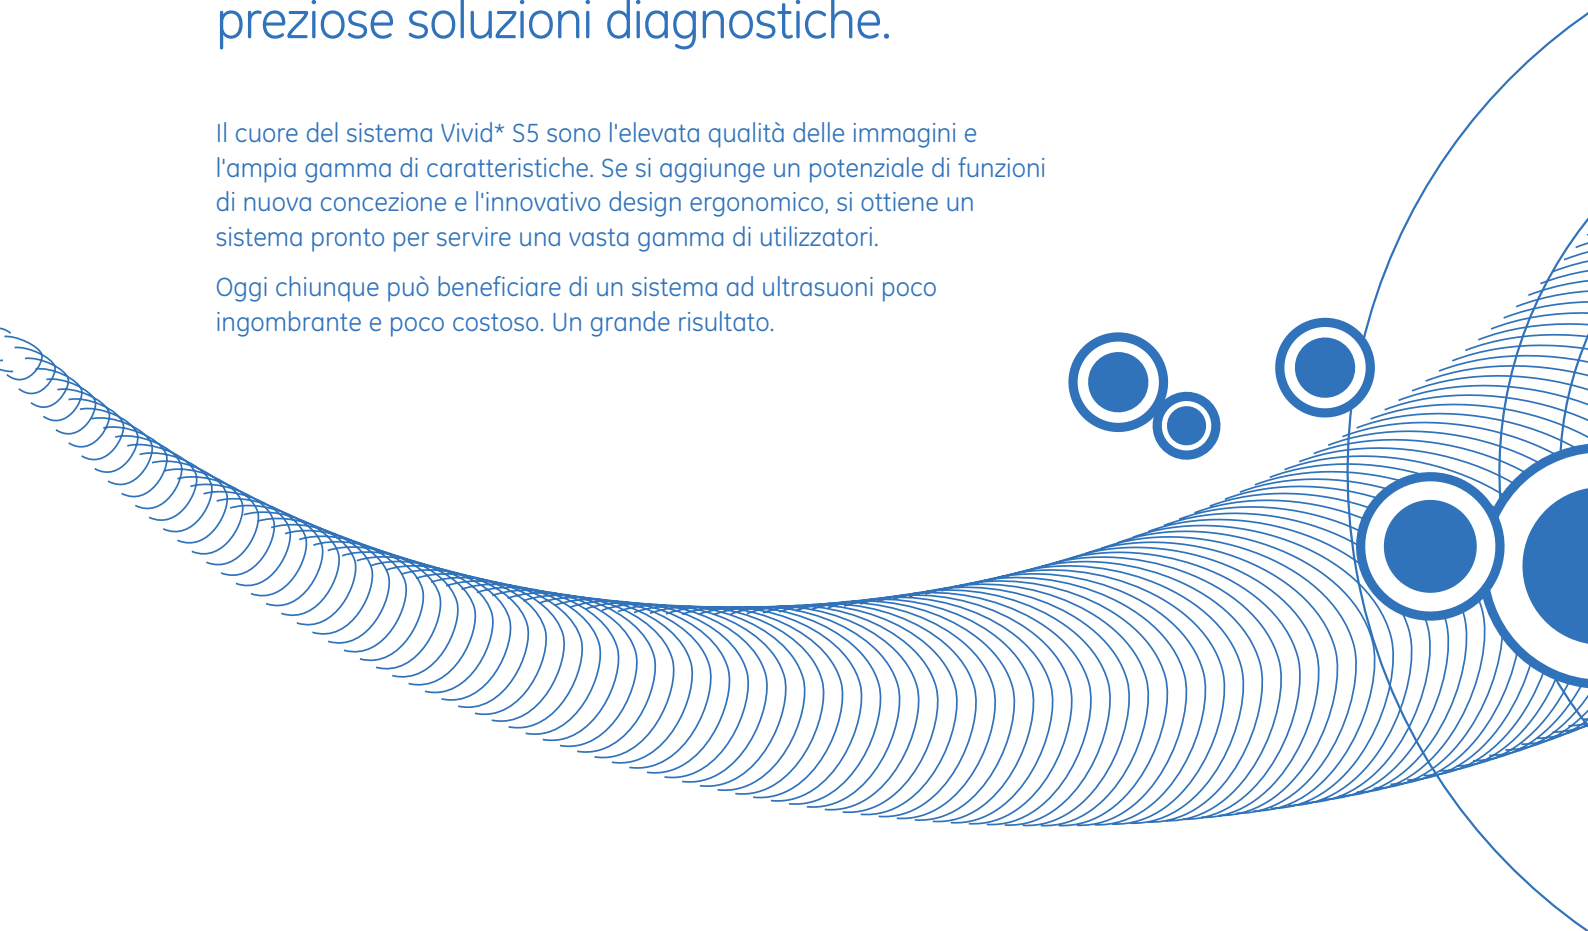 preziose soluzioni diagnostiche.
Il cuore del sistema Vivid* S5 sono l'elevata qualità delle immagini e
l'ampia gamma di caratteristiche. Se si aggiunge un potenziale di funzioni
di nuova concezione e l'innovativo design ergonomico, si ottiene un
sistema pronto per servire una vasta gamma di utilizzatori.
Oggi chiunque può beneficiare di un sistema ad ultrasuoni poco
ingombrante e poco costoso. Un grande risultato.